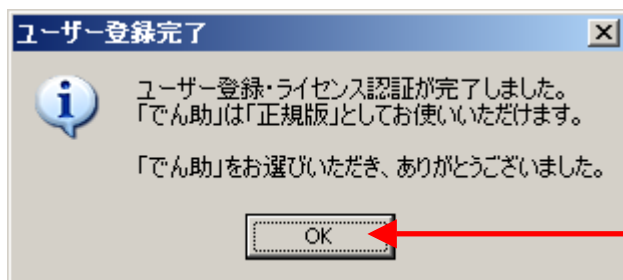 ユーザー登録完了
ユーザー登録・ライセンス認証が完了しました。
「でん助」は「正規版」としてお使いいただけます。
「でん助」をお選びいただき、ありがとうございました。
OK